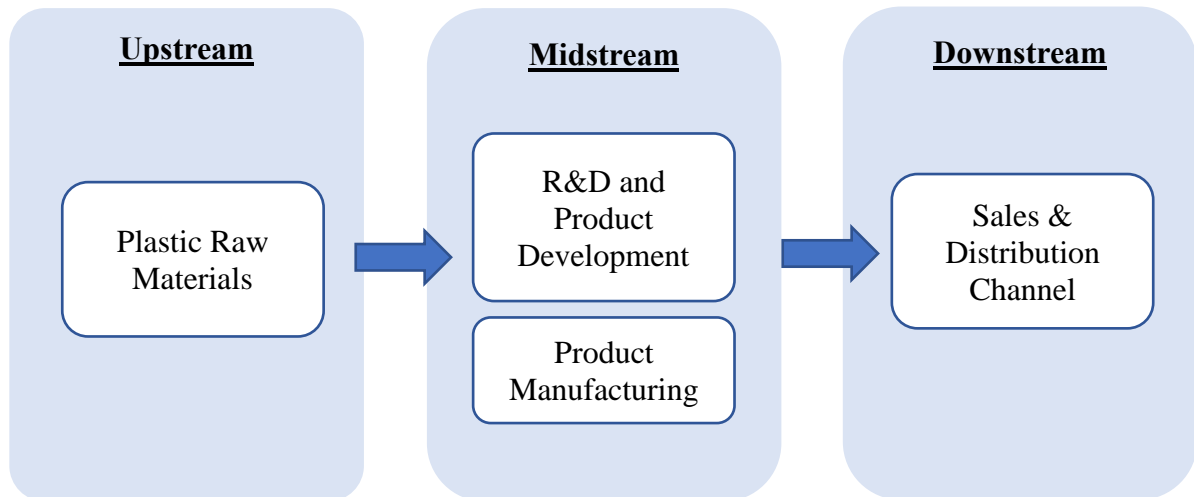 Upstream
Plastic Raw
Materials
Midstream
R&D and
Product
Development
Product
Manufacturing
Downstream
Sales &
Distribution
Channel